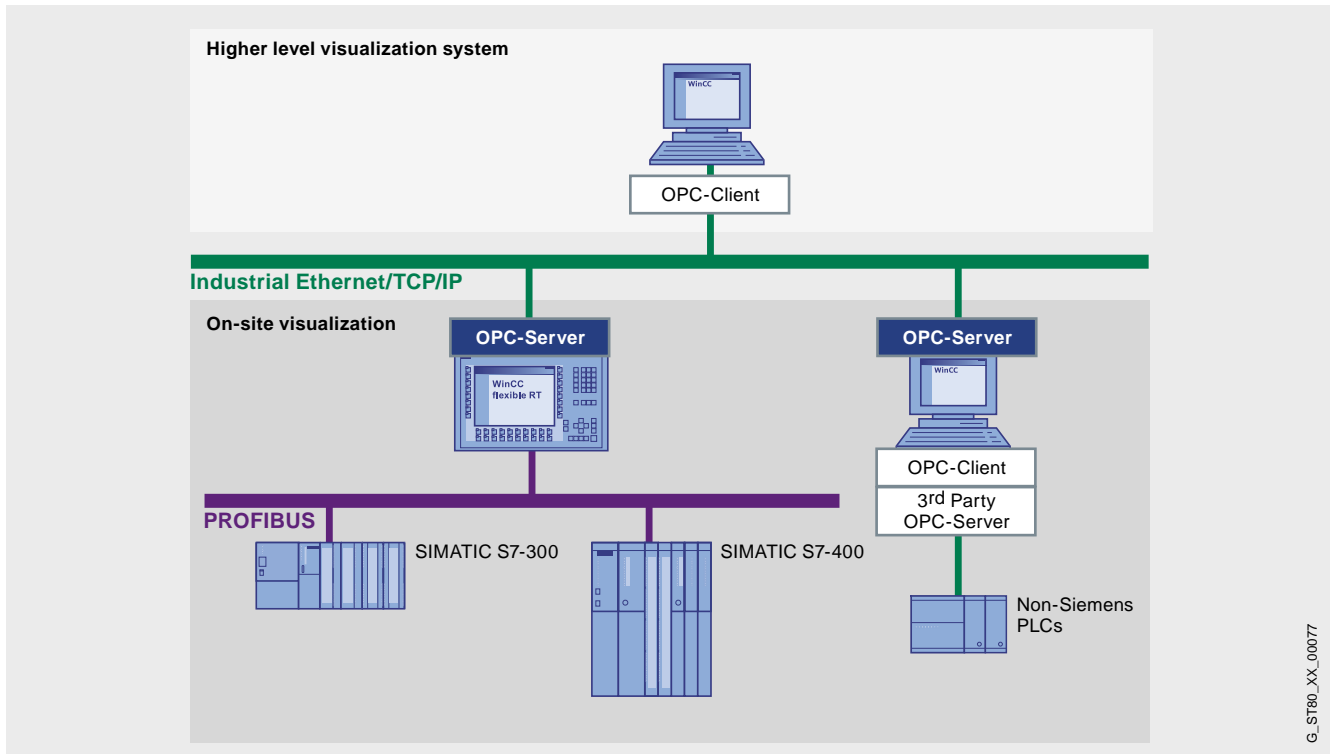 Higher level visualization system
WinCC
OPC-Client
Industrial Ethernet/TCP/IP
On-site visualization
OPC-Server
OPC-Server
WinCC
flexible RT
WinCC
OPC-Client
3rd Party
OPC-Server
PROFIBUS
SIMATIC S7-300
SIMATIC S7-400
Non-Siemens
PLCs
G_ST80_XX_00077